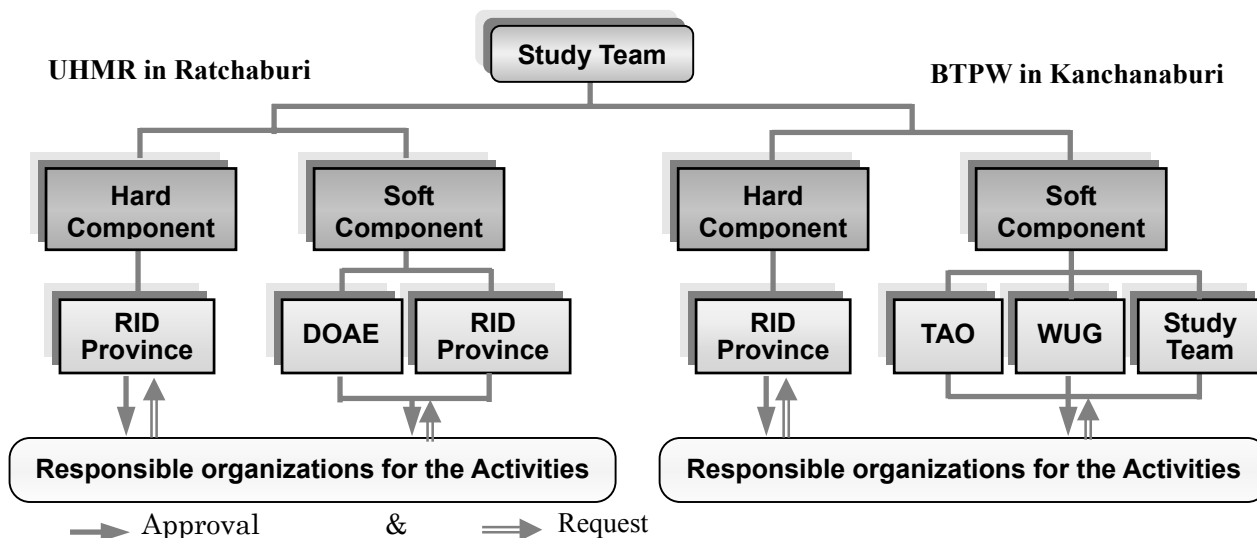 Study Team
UHMR in Ratchaburi
BTPW in Kanchanaburi
Hard
Component
Soft
Component
Hard
Component
Soft
Component
RID
Province
DOAE
RID
Province
RID
Province
TAO
WUG
Study
Team
Responsible organizations for the Activities
Responsible organizations for the Activities
Approval & Request